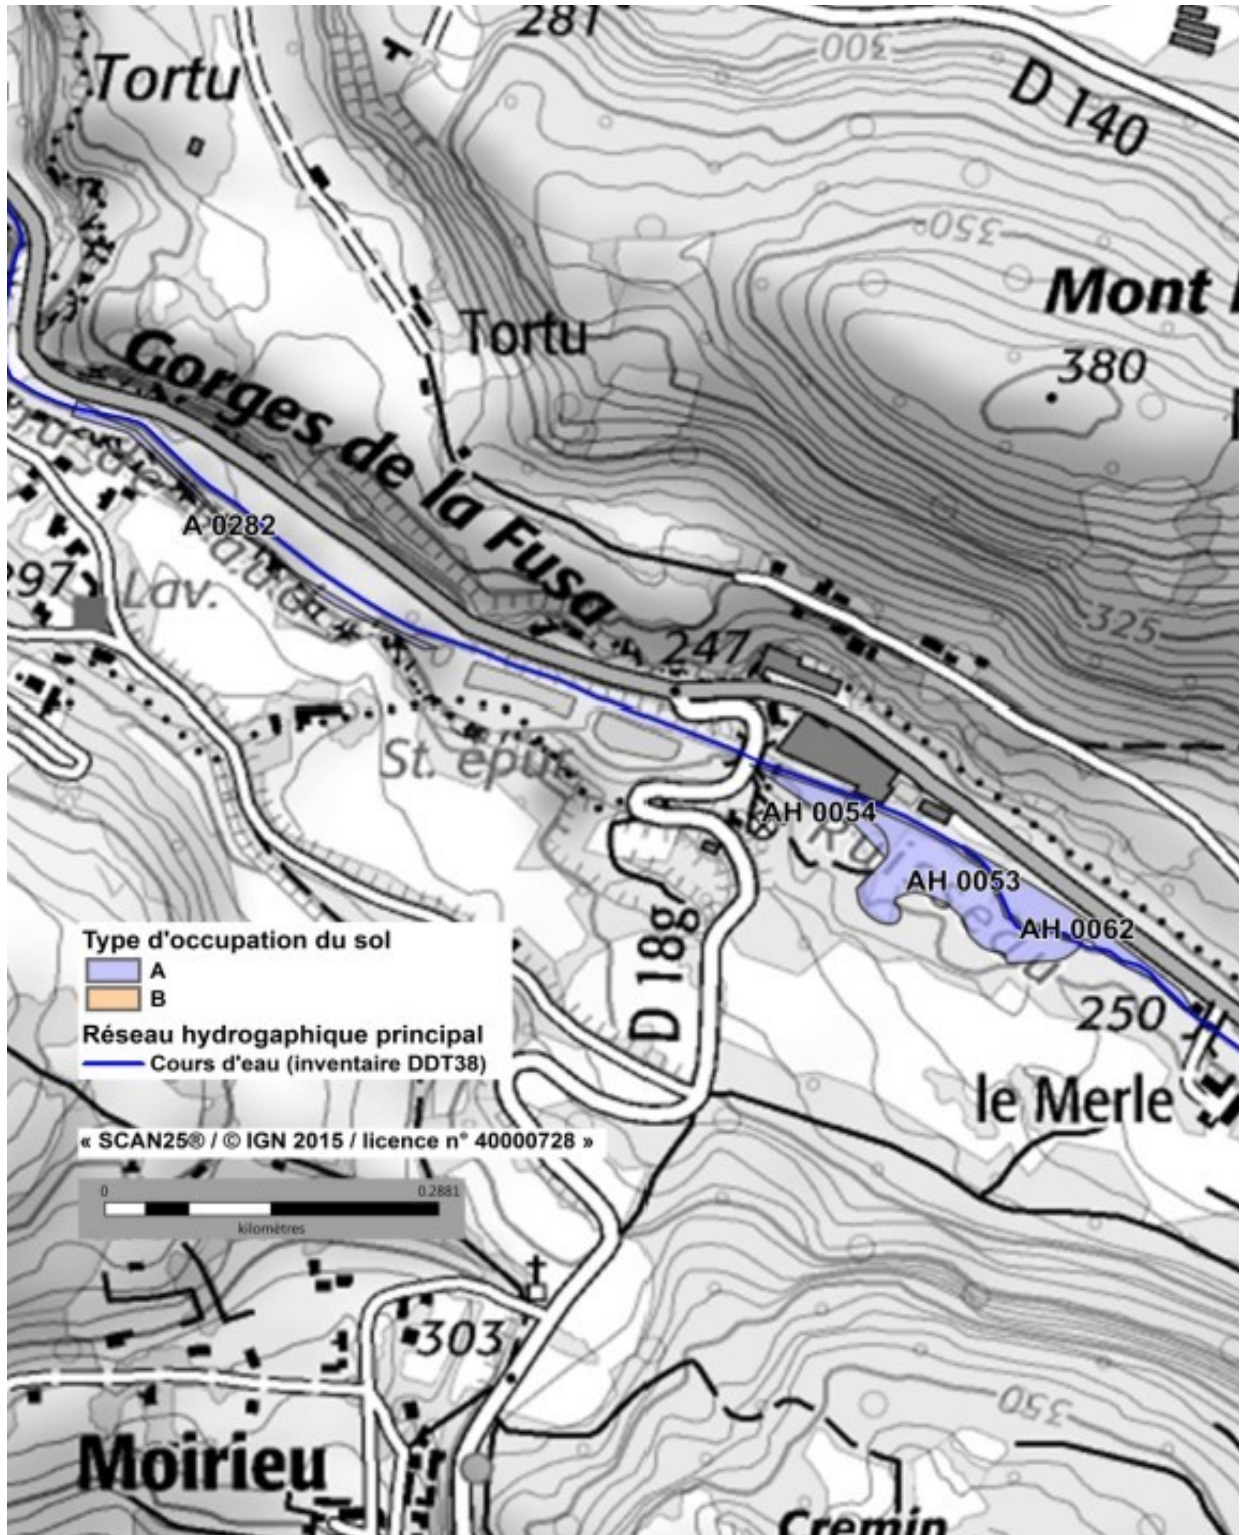 281
300
Tortu
D 140
350
Mont
380
Gorges de la Fusa
Tortu
A 0282
325
297
Lav.
247
St. épur.
AH 0054
Ruisseau
AH 0053
AH 0062
D 18g
250
Type d'occupation du sol
A
B
Réseau hydrogaphique principal
Cours d'eau (inventaire DDT38)
le Merle
« SCAN25® / © IGN 2015 / licence n° 40000728 »
0 0.2881
kilomètres
303
350
Moirieu
Cremin